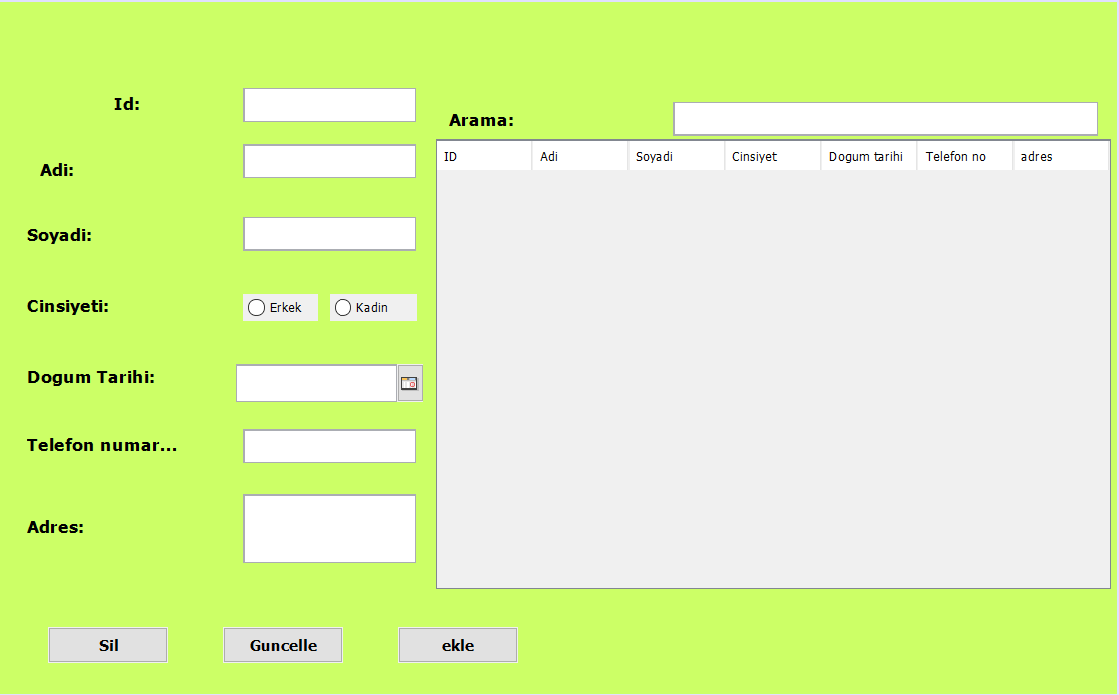 Id:
Adi:
Soyadi:
Cinsiyeti:
Erkek
Kadin
Dogum Tarihi:
Telefon numar...
Adres:
Arama:
ID Adi Soyadi Cinsiyet Dogum tarihi Telefon no adres
Sil
Guncelle
ekle